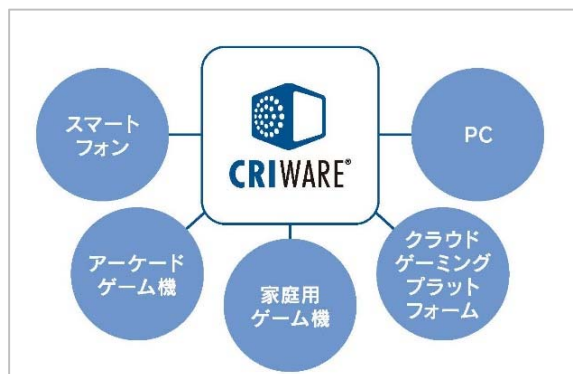 スマート
フォン
CRIWARE®
PC
アーケード
ゲーム機
家庭用
ゲーム機
クラウド
ゲーミング
プラット
フォーム